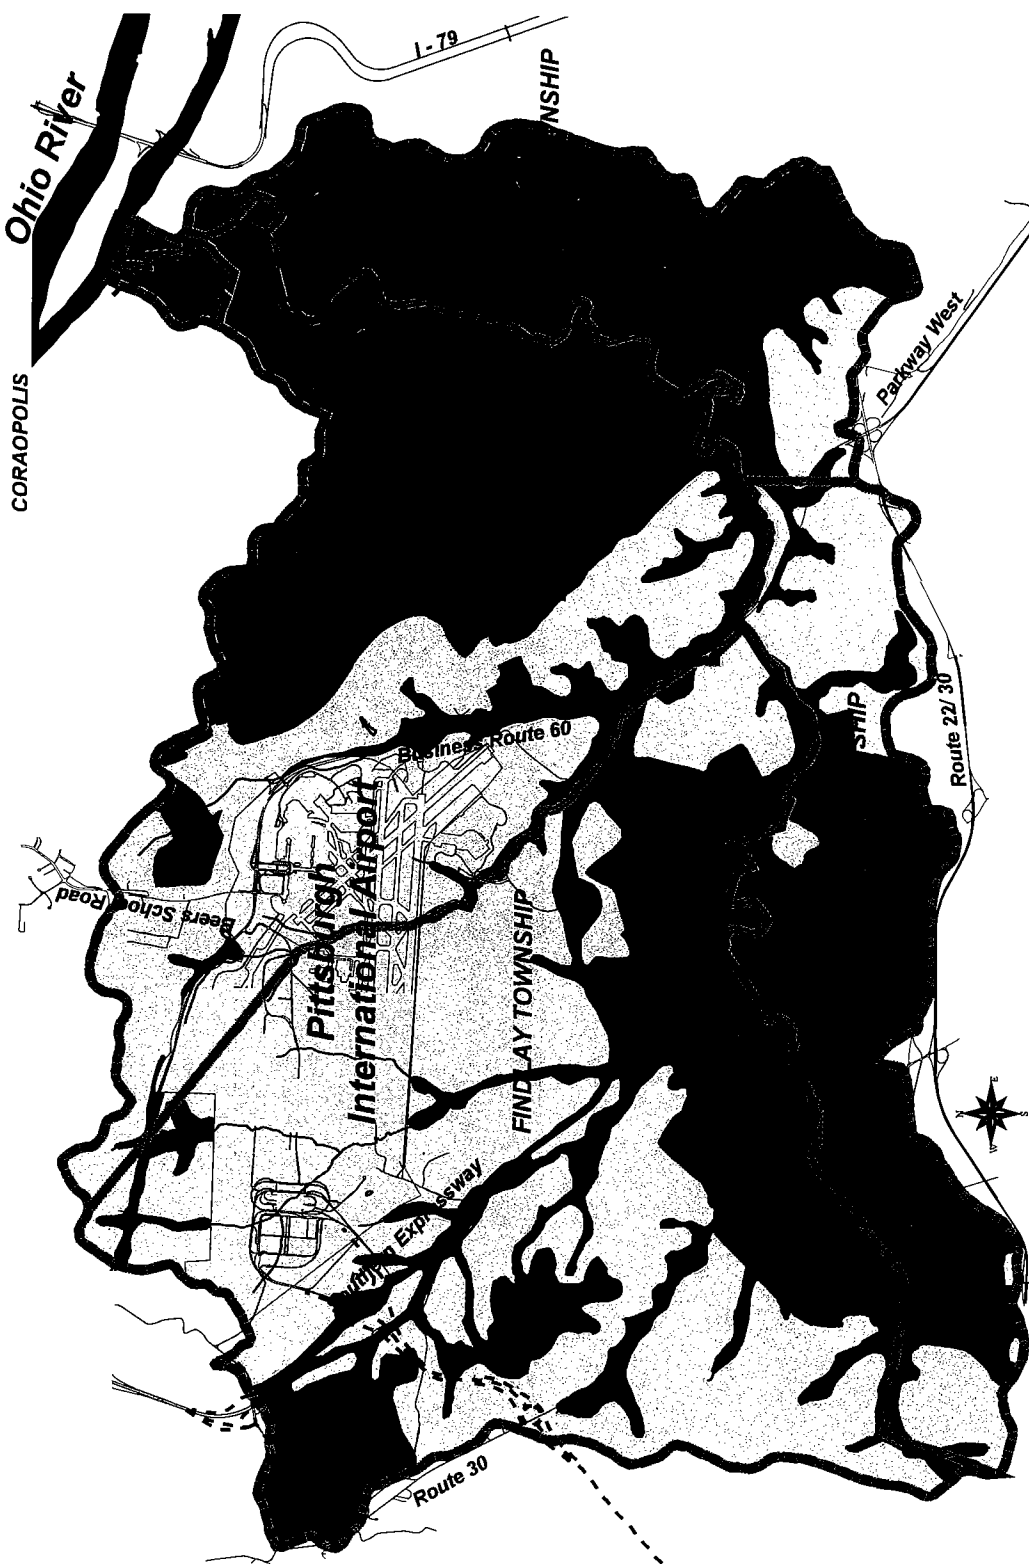 Ohio River
I - 79
NSHIP
CORAOPOLIS
Parkway West
Business Route 60
SHIP
Route 22/ 30
Beers School Road
Pittsburgh
International Airport
FINDLAY TOWNSHIP
Expressway
Route 30
N
E
S
W